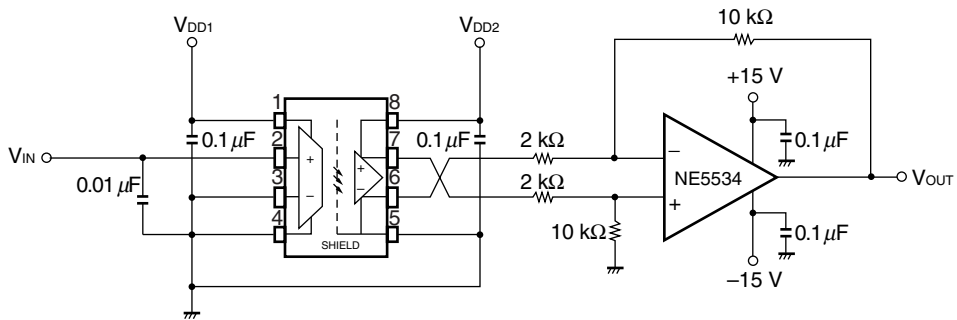 10 kΩ
VDD1
VDD2
+15 V
1
8
0.1 μF
2
7
0.1 μF
2 kΩ
0.1 μF
VIN
+
+
−
0.01 μF
3
−
−
6
2 kΩ
NE5534
VOUT
+
4
5
10 kΩ
0.1 μF
SHIELD
−15 V